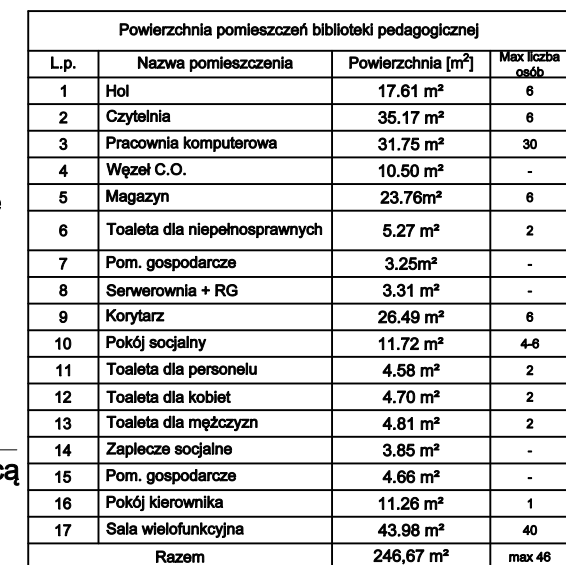 Powierzchnia pomieszczeń biblioteki pedagogicznej
L.p. Nazwa pomieszczenia Powierzchnia [m²] Max liczba osób
1 Hol 17.61 m² 6
2 Czytelnia 35.17 m² 6
3 Pracownia komputerowa 31.75 m² 30
4 Węzeł C.O. 10.50 m² -
5 Magazyn 23.76m² 6
6 Toaleta dla niepełnosprawnych 5.27 m² 2
7 Pom. gospodarcze 3.25m² -
8 Serwerownia + RG 3.31 m² -
9 Korytarz 26.49 m² 6
10 Pokój socjalny 11.72 m² 4-6
11 Toaleta dla personelu 4.58 m² 2
12 Toaleta dla kobiet 4.70 m² 2
13 Toaleta dla mężczyzn 4.81 m² 2
14 Zaplecze socjalne 3.85 m² -
15 Pom. gospodarcze 4.66 m² -
16 Pokój kierownika 11.26 m² 1
17 Sala wielofunkcyjna 43.98 m² 40
Razem 246,67 m² max 46